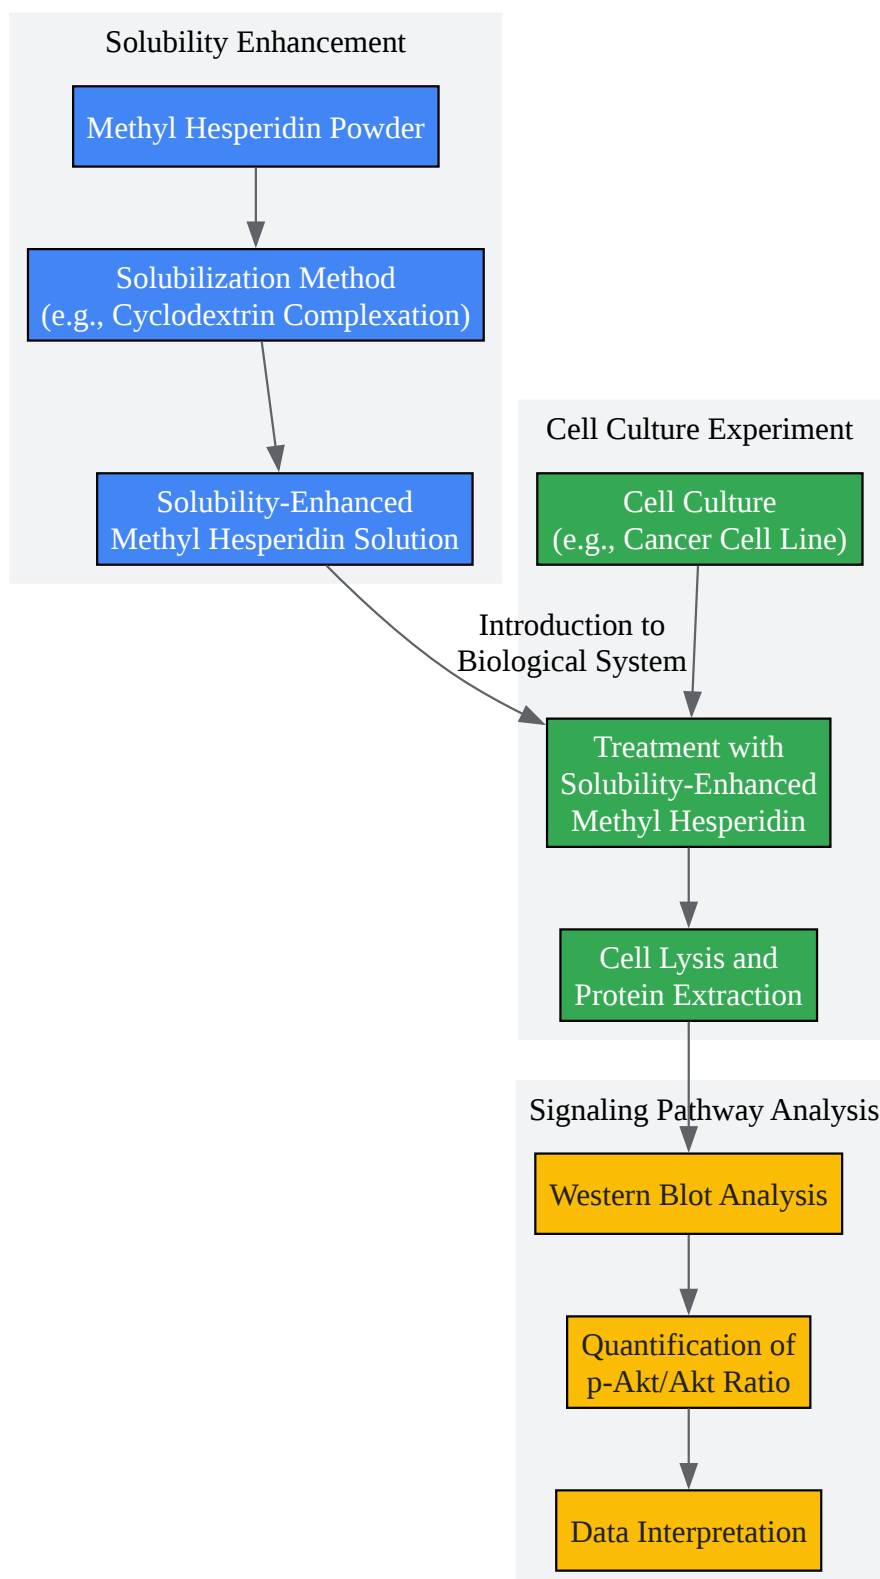 Solubility Enhancement
Methyl Hesperidin Powder
Solubilization Method
(e.g., Cyclodextrin Complexation)
Solubility-Enhanced
Methyl Hesperidin Solution
Cell Culture Experiment
Cell Culture
(e.g., Cancer Cell Line)
Introduction to
Biological System
Treatment with
Solubility-Enhanced
Methyl Hesperidin
Cell Lysis and
Protein Extraction
Signaling Pathway Analysis
Western Blot Analysis
Quantification of
p-Akt/Akt Ratio
Data Interpretation